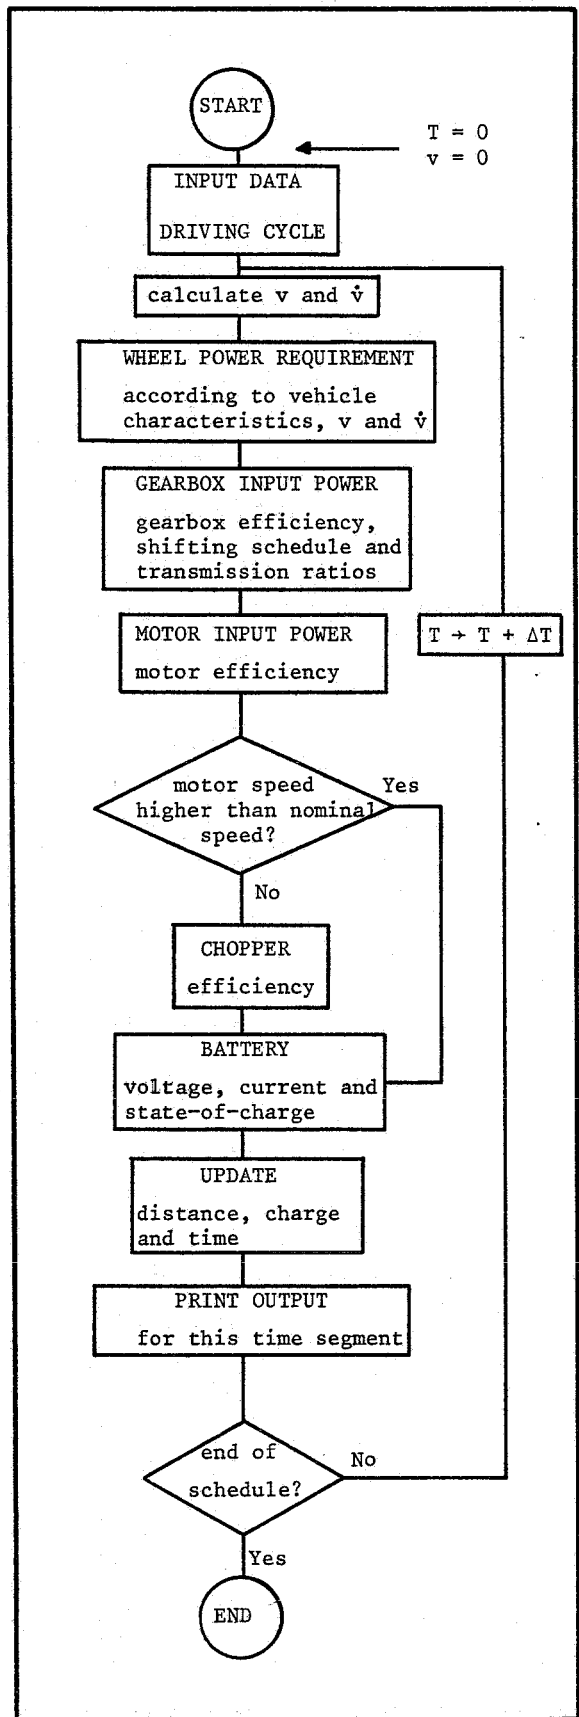 START
T = 0
v = 0
INPUT DATA
DRIVING CYCLE
calculate v and v̇
WHEEL POWER REQUIREMENT
according to vehicle
characteristics, v and v̇
GEARBOX INPUT POWER
gearbox efficiency,
shifting schedule and
transmission ratios
MOTOR INPUT POWER
motor efficiency
T → T + ΔT
motor speed
higher than nominal
speed?
Yes
No
CHOPPER
efficiency
BATTERY
voltage, current and
state-of-charge
UPDATE
distance, charge
and time
PRINT OUTPUT
for this time segment
end of
schedule?
No
Yes
END